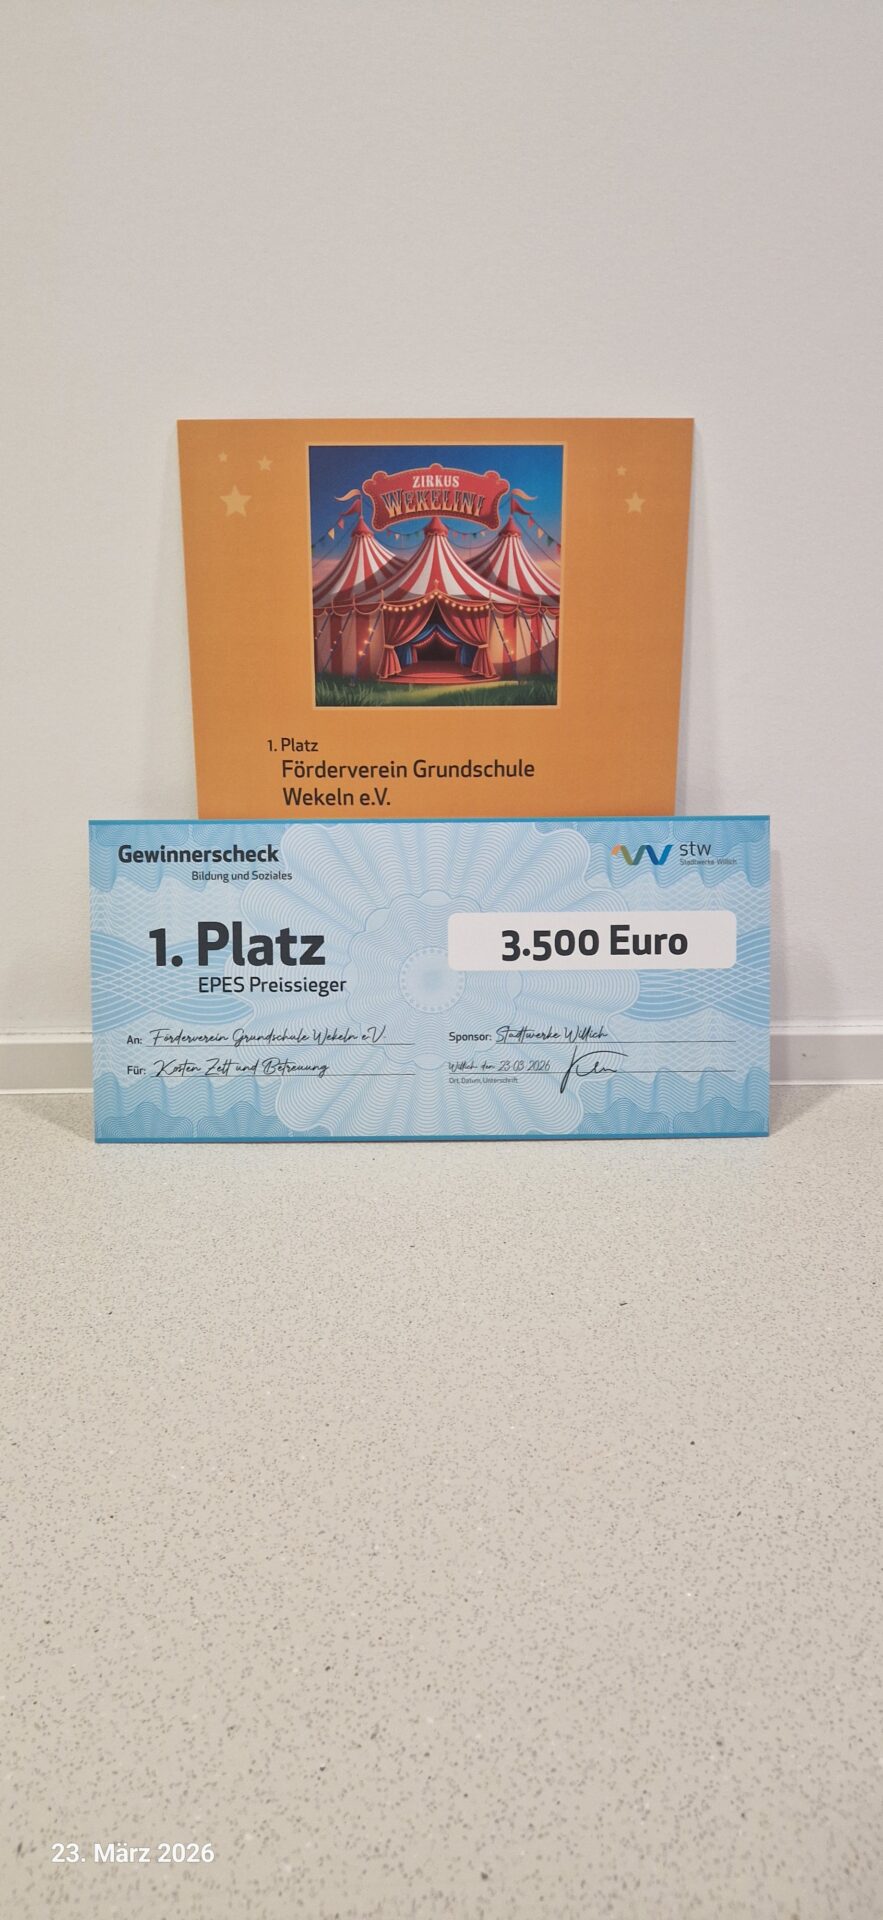 ZIRKUS
WEKELINI
1. Platz
Förderverein Grundschule
Wekeln e.V.
Gewinnerscheck
Bildung und Soziales
stw
Stadtwerke Willich
1. Platz
EPES Preissieger
3.500 Euro
An: Förderverein Grundschule Wekeln e.V.
Für: Kosten Zelt und Betreuung
Sponsor: Stadtwerke Willich
Willich den 23.03.2026
Ort, Datum, Unterschrift
23. März 2026